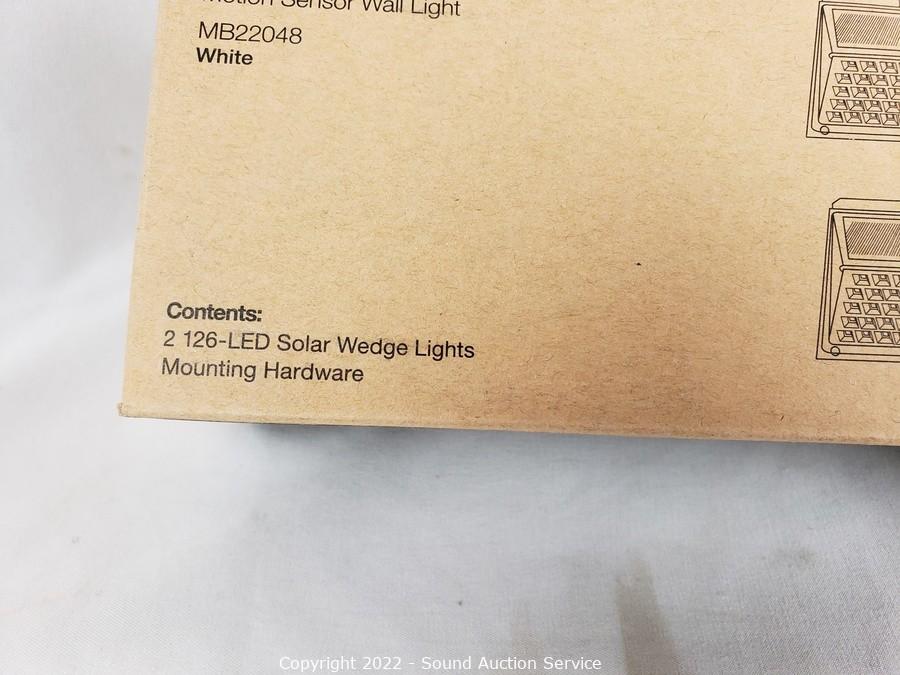 Motion Sensor Wall Light
MB22048
White
Contents:
2 126-LED Solar Wedge Lights
Mounting Hardware
Copyright 2022 - Sound Auction Service